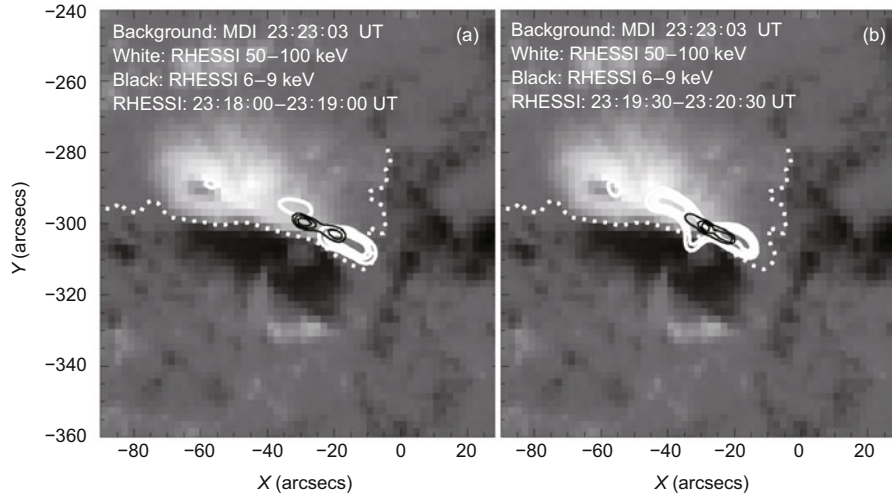 Background: MDI 23:23:03 UT (a)
White: RHESSI 50–100 keV
Black: RHESSI 6–9 keV
RHESSI: 23:18:00–23:19:00 UT
Background: MDI 23:23:03 UT (b)
White: RHESSI 50–100 keV
Black: RHESSI 6–9 keV
RHESSI: 23:19:30–23:20:30 UT
Y (arcsecs)
−240
−260
−280
−300
−320
−340
−360
−80 −60 −40 −20 0 20
−80 −60 −40 −20 0 20
X (arcsecs)
X (arcsecs)